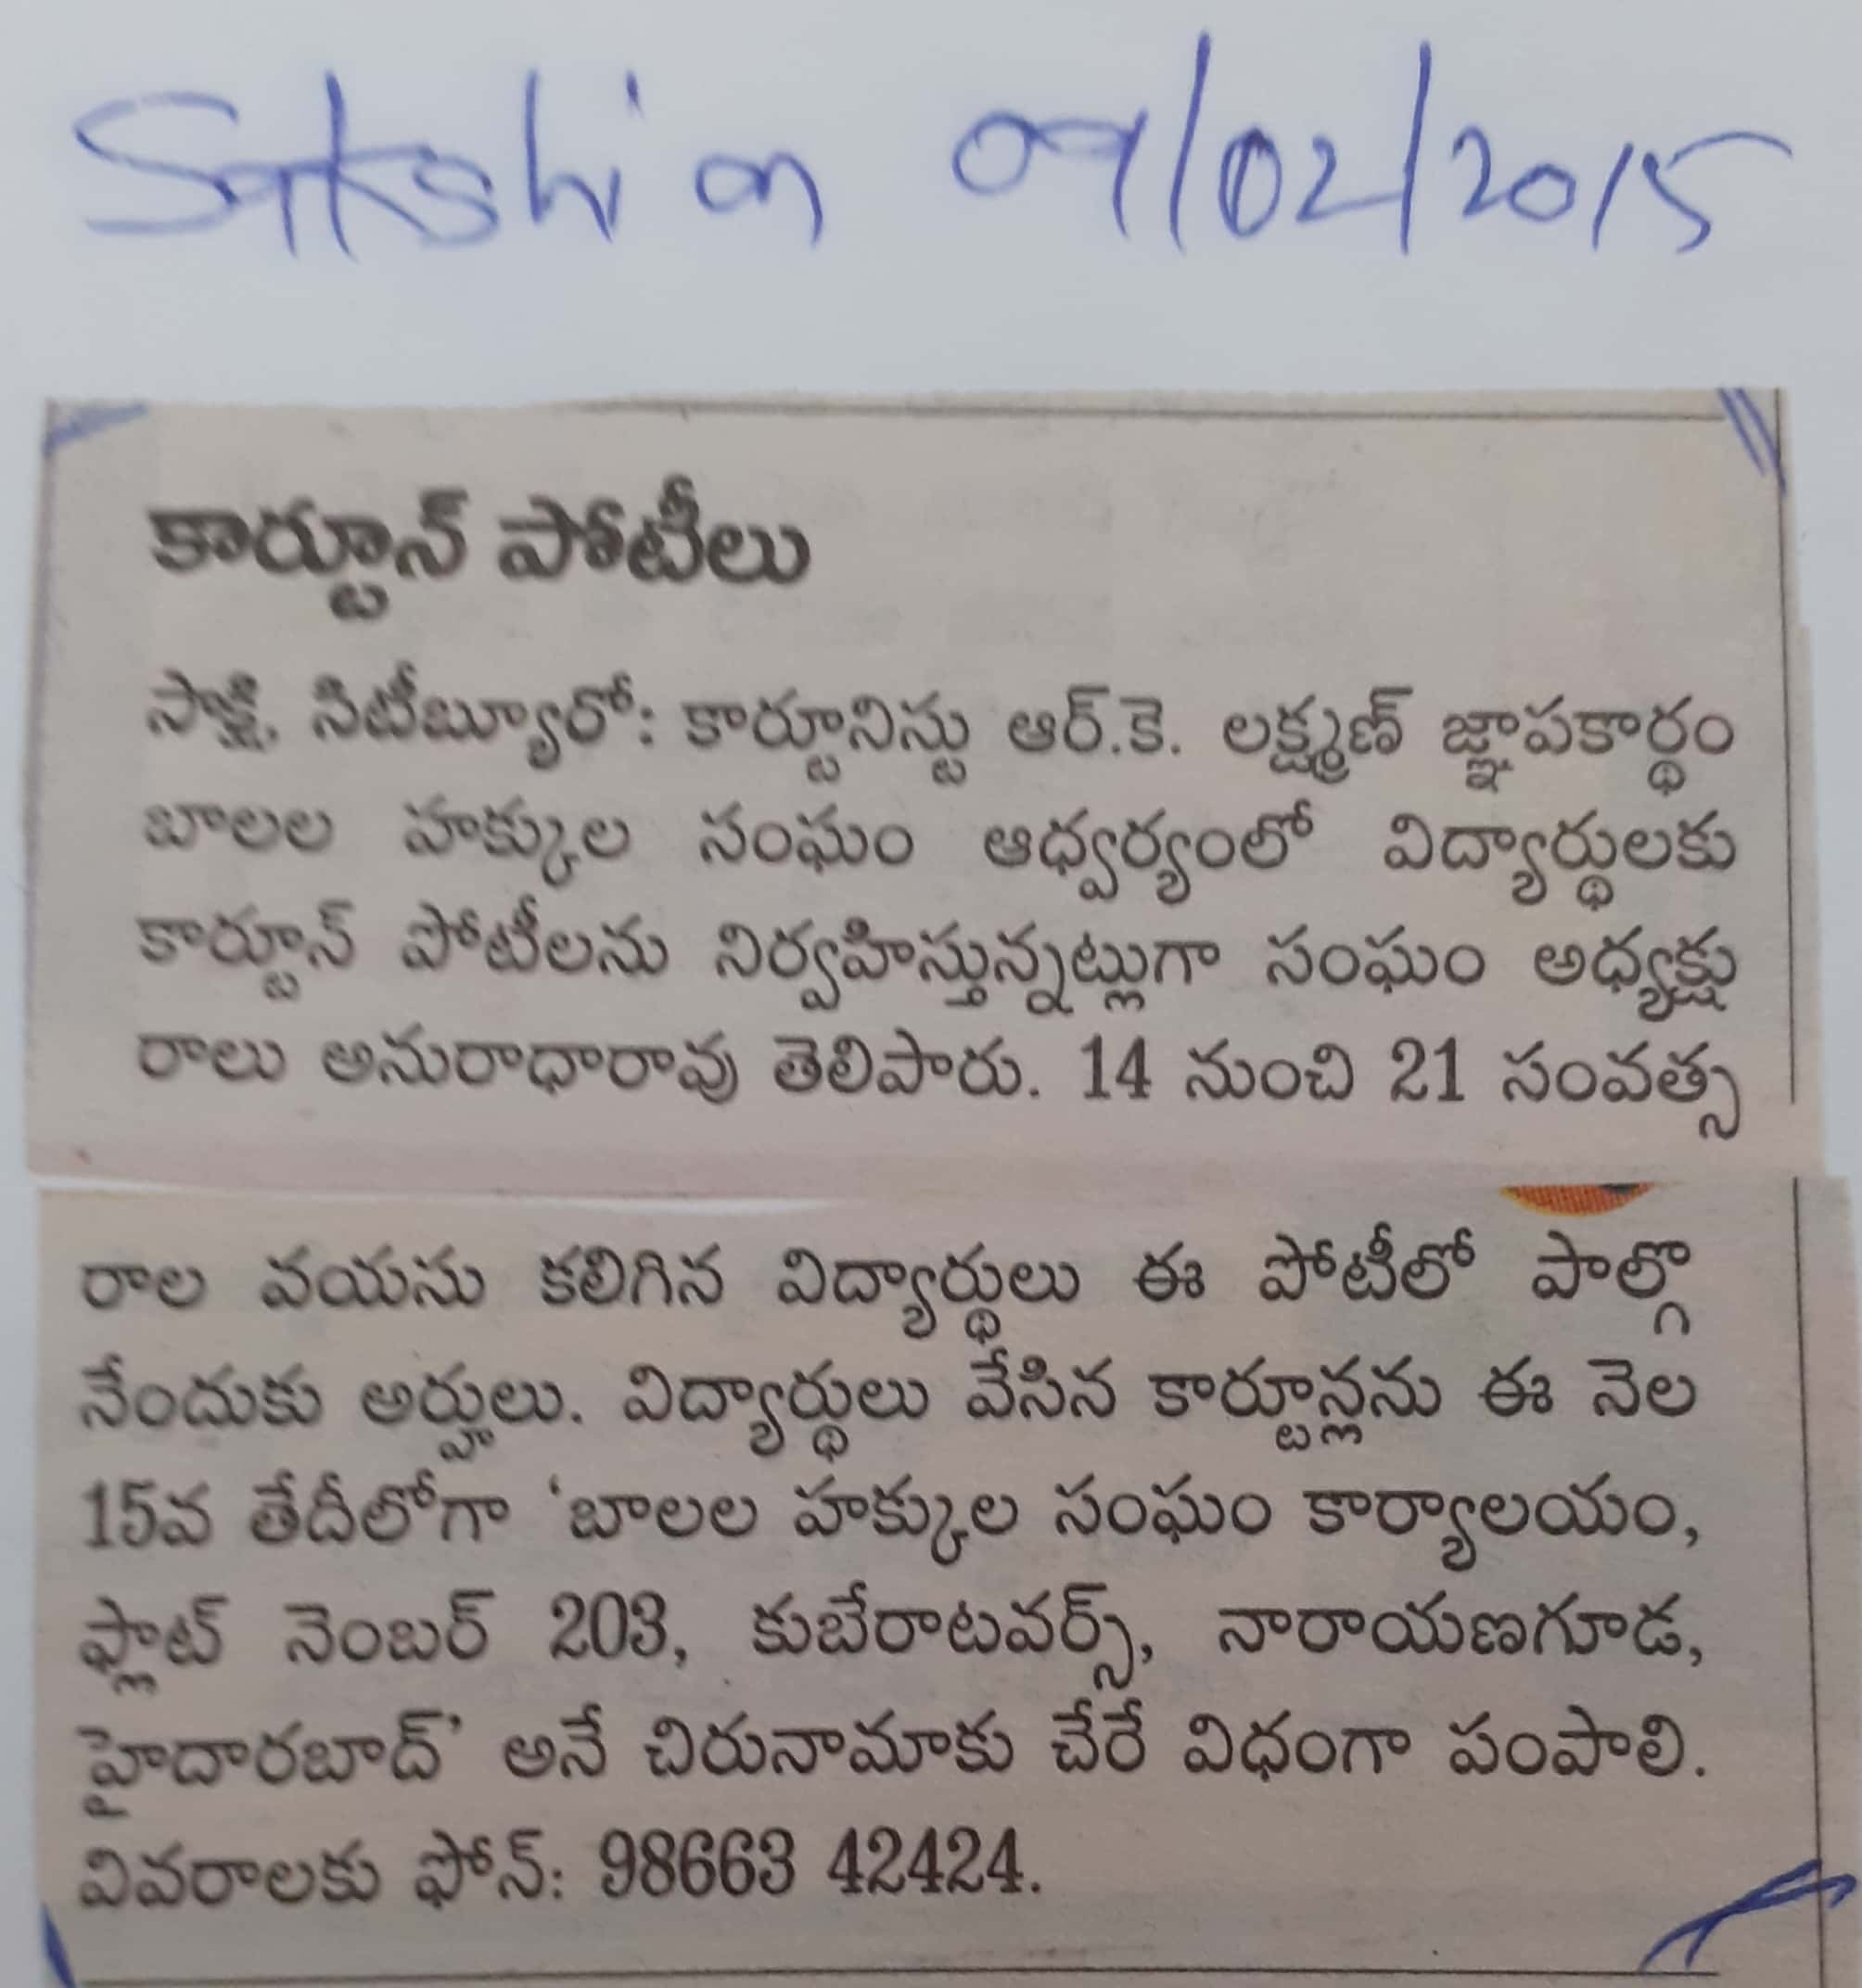 Sakshi on 09/02/2015
కార్టూన్ పోటీలు
సాక్షి, సిటీబ్యూరో: కార్టూనిస్టు ఆర్.కె. లక్ష్మణ్ జ్ఞాపకార్థం
బాలల హక్కుల సంఘం ఆధ్వర్యంలో విద్యార్థులకు
కార్టూన్ పోటీలను నిర్వహిస్తున్నట్లుగా సంఘం అధ్యక్షు
రాలు అనురాధారావు తెలిపారు. 14 నుంచి 21 సంవత్స
రాల వయసు కలిగిన విద్యార్థులు ఈ పోటీలో పాల్గొ
నేందుకు అర్హులు. విద్యార్థులు వేసిన కార్టూన్లను ఈ నెల
15వ తేదీలోగా ‘బాలల హక్కుల సంఘం కార్యాలయం,
ఫ్లాట్ నెంబర్ 203, కుబేరాటవర్స్, నారాయణగూడ,
హైదారబాద్’ అనే చిరునామాకు చేరే విధంగా పంపాలి.
వివరాలకు ఫోన్: 98663 42424.